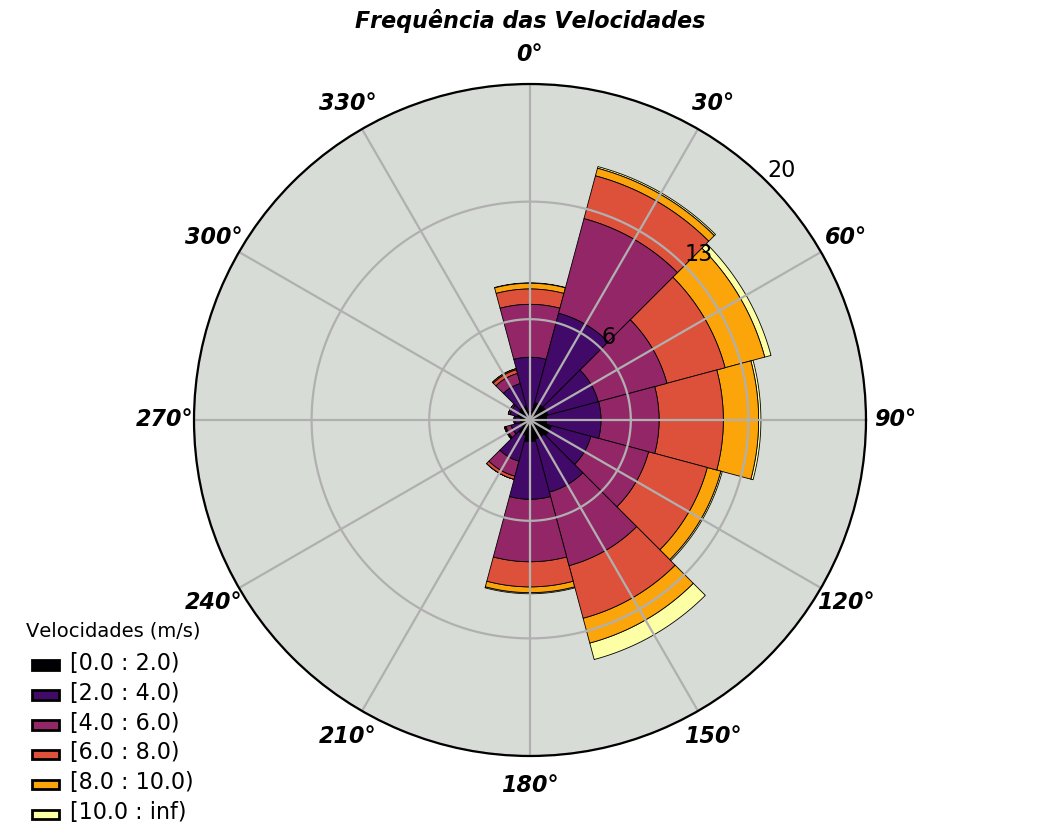 Frequência das Velocidades
0°
330° 30°
20
300° 60°
13
6
270° 90°
240° 120°
210° 150°
180°
Velocidades (m/s)
[0.0 : 2.0)
[2.0 : 4.0)
[4.0 : 6.0)
[6.0 : 8.0)
[8.0 : 10.0)
[10.0 : inf)